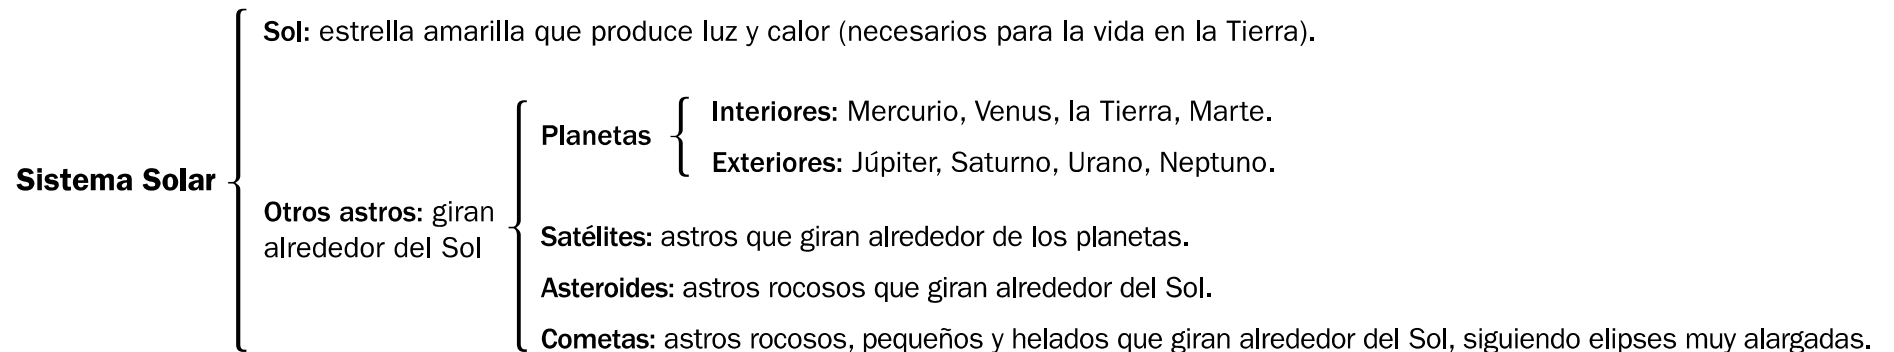 Sol: estrella amarilla que produce luz y calor (necesarios para la vida en la Tierra).
Interiores: Mercurio, Venus, la Tierra, Marte.
Planetas
Exteriores: Júpiter, Saturno, Urano, Neptuno.
Sistema Solar
Otros astros: giran
alrededor del Sol
Satélites: astros que giran alrededor de los planetas.
Asteroides: astros rocosos que giran alrededor del Sol.
Cometas: astros rocosos, pequeños y helados que giran alrededor del Sol, siguiendo elipses muy alargadas.